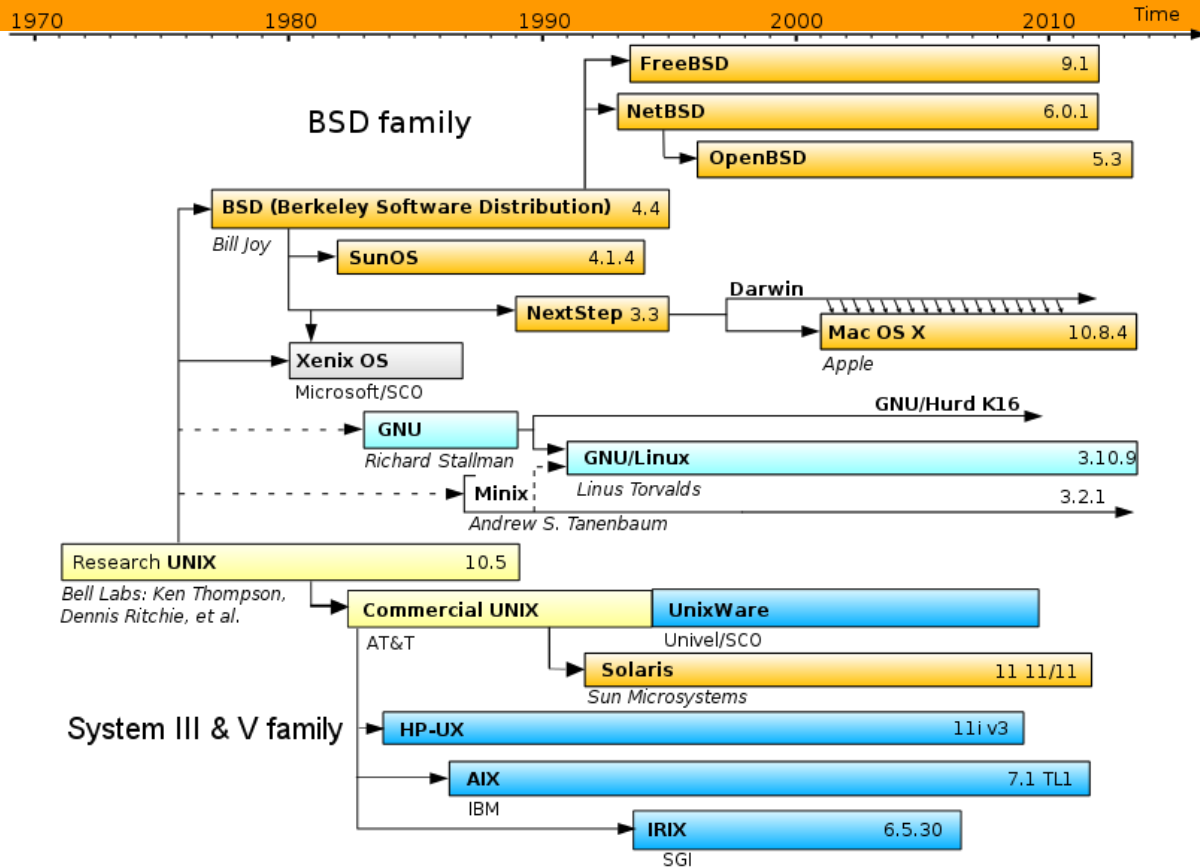 1970 1980 1990 2000 2010 Time
FreeBSD 9.1
BSD family
NetBSD 6.0.1
OpenBSD 5.3
BSD (Berkeley Software Distribution) 4.4
Bill Joy
SunOS 4.1.4
Darwin
NextStep 3.3
Mac OS X 10.8.4
Apple
Xenix OS
Microsoft/SCO
GNU/Hurd K16
GNU
Richard Stallman
GNU/Linux 3.10.9
Linus Torvalds
Minix 3.2.1
Andrew S. Tanenbaum
Research UNIX 10.5
Bell Labs: Ken Thompson,
Dennis Ritchie, et al.
Commercial UNIX
UnixWare
AT&T
Univel/SCO
Solaris 11 11/11
Sun Microsystems
System III & V family
HP-UX 11i v3
AIX 7.1 TL1
IBM
IRIX 6.5.30
SGI